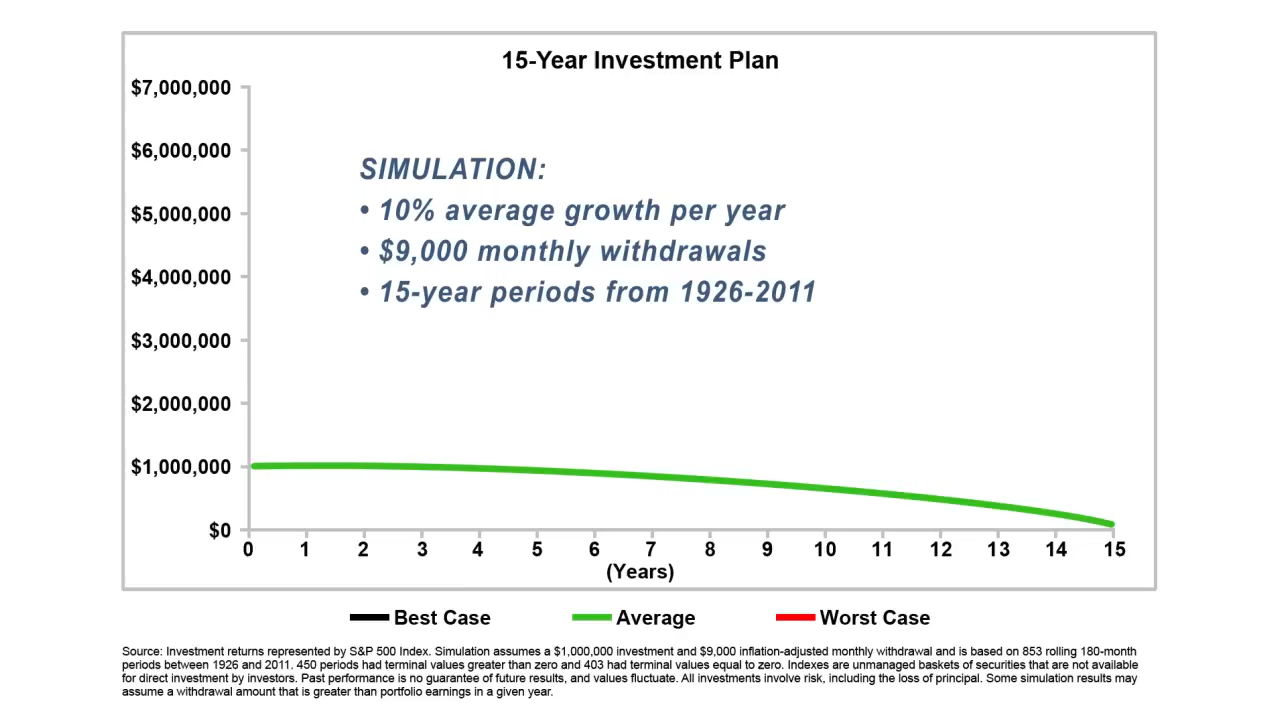 15-Year Investment Plan
$7,000,000
$6,000,000
$5,000,000
$4,000,000
$3,000,000
$2,000,000
$1,000,000
$0
SIMULATION:
• 10% average growth per year
• $9,000 monthly withdrawals
• 15-year periods from 1926-2011
0 1 2 3 4 5 6 7 8 9 10 11 12 13 14 15
(Years)
Best Case Average Worst Case
Source: Investment returns represented by S&P 500 Index. Simulation assumes a $1,000,000 investment and $9,000 inflation-adjusted monthly withdrawal and is based on 853 rolling 180-month
periods between 1926 and 2011. 450 periods had terminal values greater than zero and 403 had terminal values equal to zero. Indexes are unmanaged baskets of securities that are not available
for direct investment by investors. Past performance is no guarantee of future results, and values fluctuate. All investments involve risk, including the loss of principal. Some simulation results may
assume a withdrawal amount that is greater than portfolio earnings in a given year.